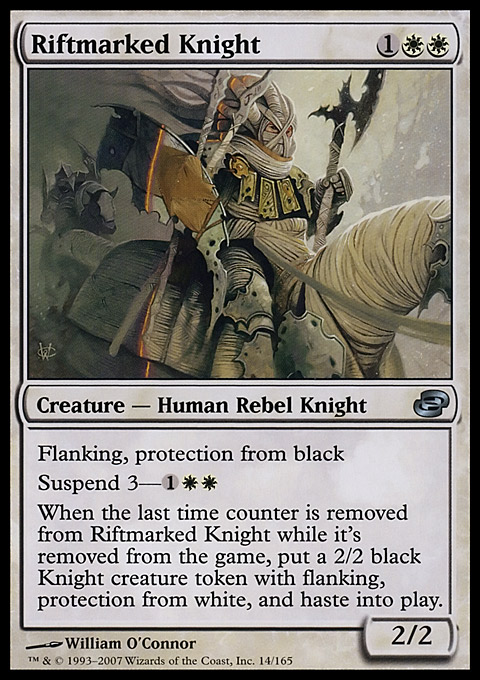 Riftmarked Knight 1
Creature — Human Rebel Knight
Flanking, protection from black
Suspend 3—1
When the last time counter is removed
from Riftmarked Knight while it's
removed from the game, put a 2/2 black
Knight creature token with flanking,
protection from white, and haste into play.
2/2
William O'Connor
™ & © 1993–2007 Wizards of the Coast, Inc. 14/165